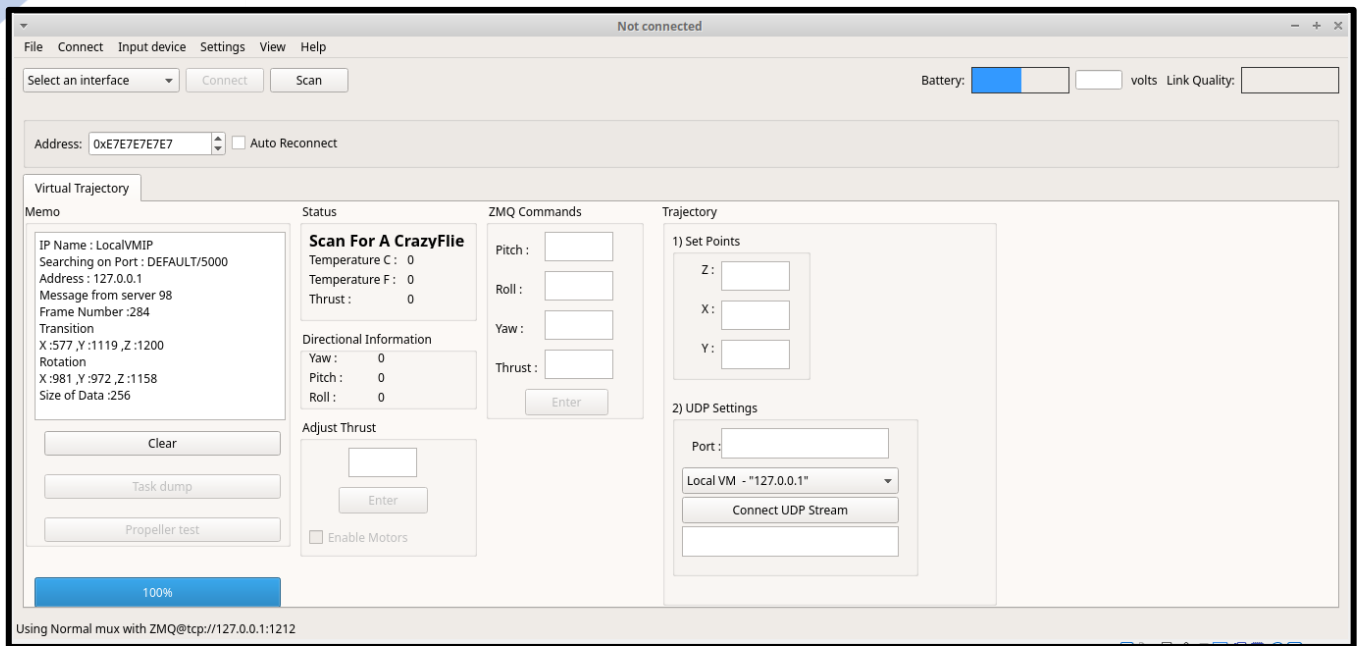 Not connected
File Connect Input device Settings View Help
Select an interface Connect Scan Battery: volts Link Quality:
Address: 0xE7E7E7E7E7 Auto Reconnect
Virtual Trajectory
Memo
IP Name : LocalVMIP
Searching on Port : DEFAULT/5000
Address : 127.0.0.1
Message from server 98
Frame Number :284
Transition
X :577 ,Y :1119 ,Z :1200
Rotation
X :981 ,Y :972 ,Z :1158
Size of Data :256
Clear
Task dump
Propeller test
100%
Status
Scan For A CrazyFlie
Temperature C : 0
Temperature F : 0
Thrust : 0
Directional Information
Yaw : 0
Pitch : 0
Roll : 0
Adjust Thrust
Enter
Enable Motors
ZMQ Commands
Pitch :
Roll :
Yaw :
Thrust :
Enter
Trajectory
1) Set Points
Z :
X :
Y :
2) UDP Settings
Port :
Local VM - "127.0.0.1"
Connect UDP Stream
Using Normal mux with ZMQ@tcp://127.0.0.1:1212